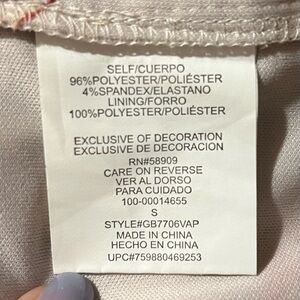 SELF/CUERPO
96%POLYESTER/POLIÉSTER
4%SPANDEX/ELASTANO
LINING/FORRO
100%POLYESTER/POLIÉSTER
EXCLUSIVE OF DECORATION
EXCLUSIVE DE DECORACION
RN#58909
CARE ON REVERSE
VER AL DORSO
PARA CUIDADO
100-00014655
S
STYLE#GB7706VAP
MADE IN CHINA
HECHO EN CHINA
UPC#759880469253